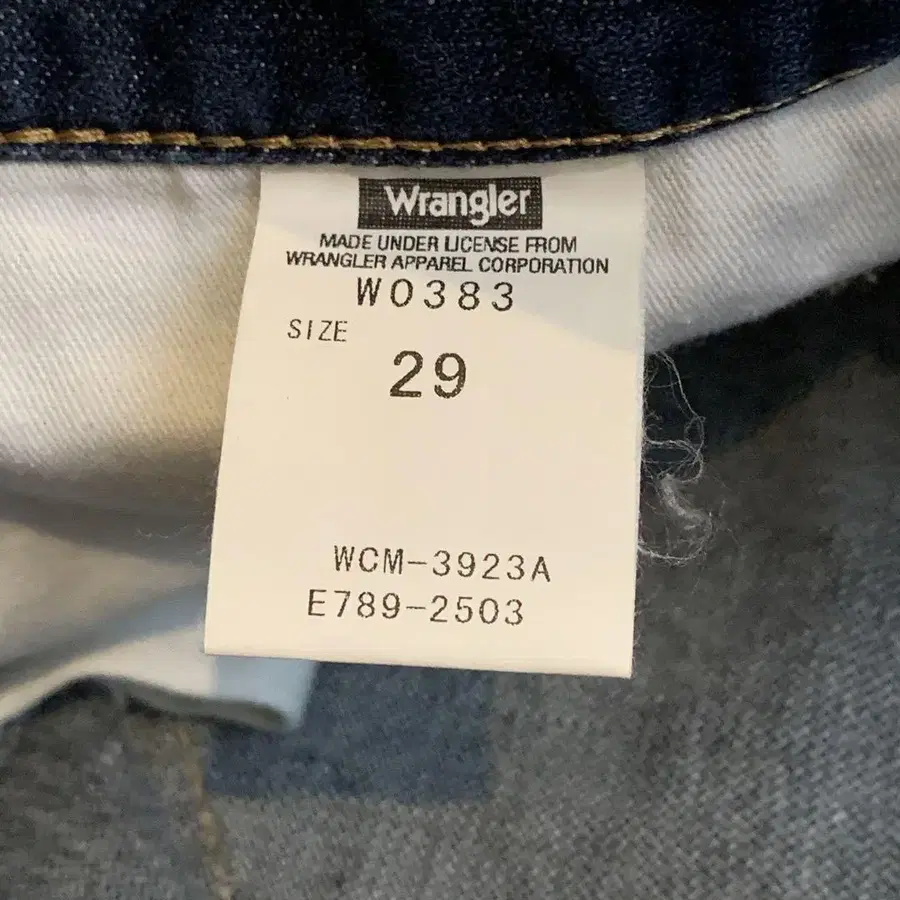 Wrangler
MADE UNDER LICENSE FROM
WRANGLER APPAREL CORPORATION
W0383
SIZE
29
WCM-3923A
E789-2503